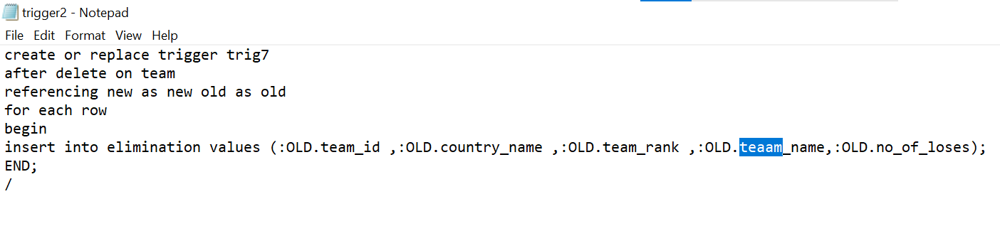 trigger2 - Notepad
File Edit Format View Help
create or replace trigger trig7
after delete on team
referencing new as new old as old
for each row
begin
insert into elimination values (:OLD.team_id ,:OLD.country_name ,:OLD.team_rank ,:OLD.teaam_name,:OLD.no_of_loses);
END;
/